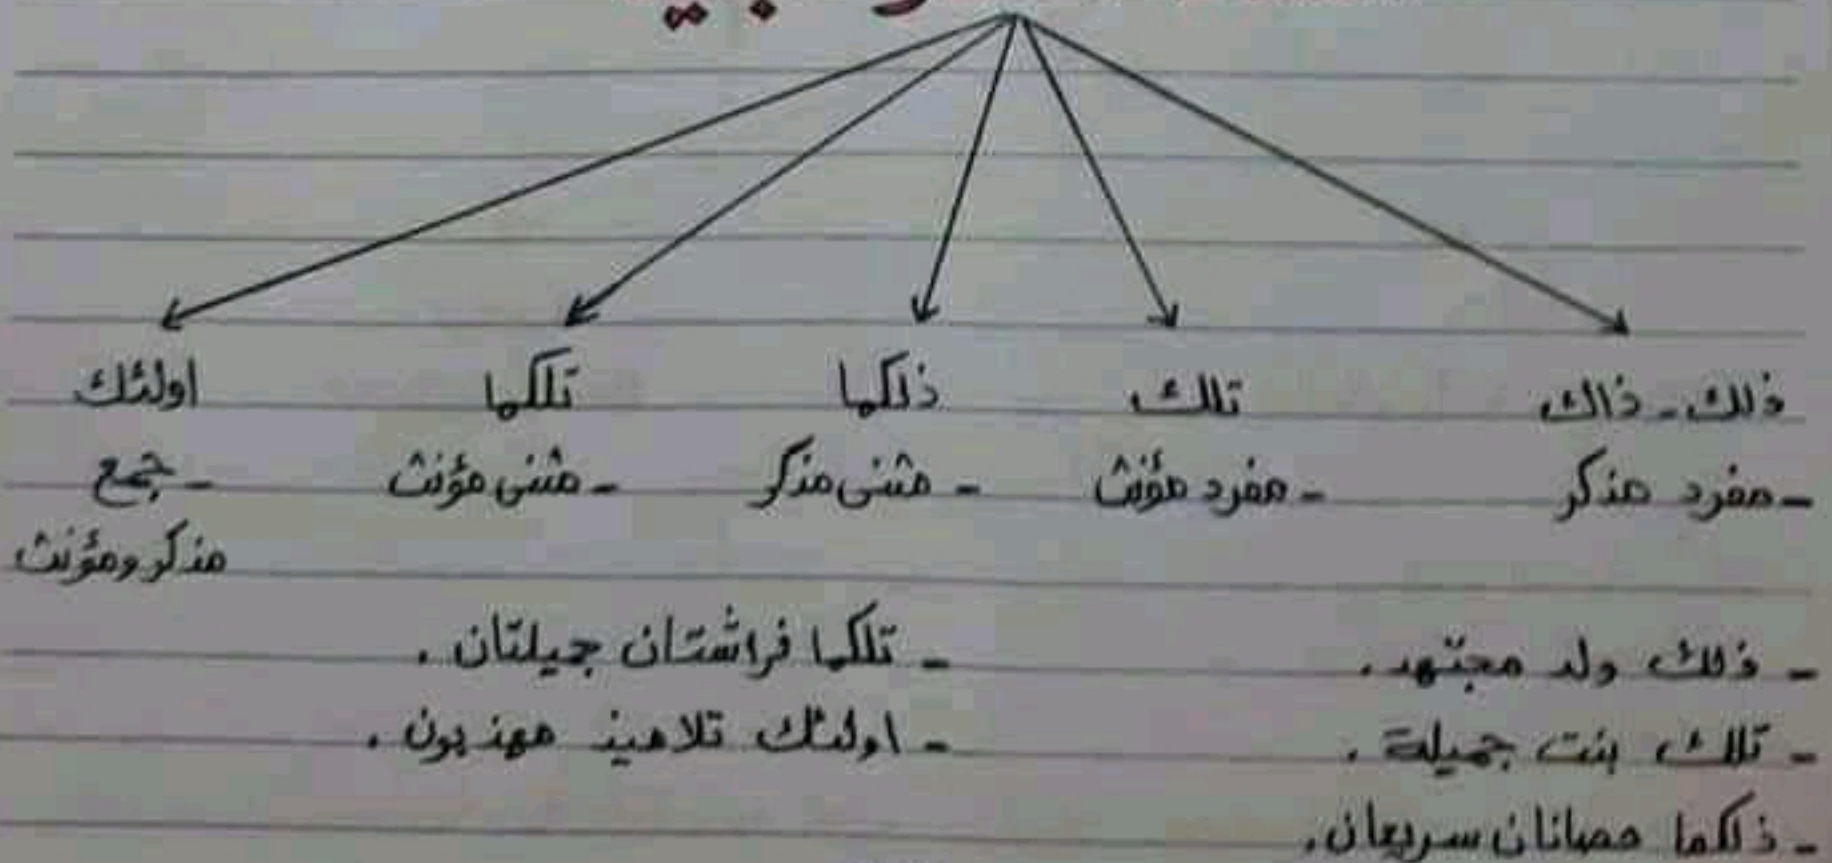 ذلك - ذاك
تلك
ذلكما
تلكما
اولئك
- مفرد مذكر
- مفرد مؤنث
- مثنى مذكر
- مثنى مؤنث
- جمع
مذكر ومؤنث
- ذلك ولد مجتهد.
- تلكما فراشتان جميلتان.
- تلك بنت جميلة.
- اولئك تلاميذ مهذبون.
- ذلكما حصانان سريعان.